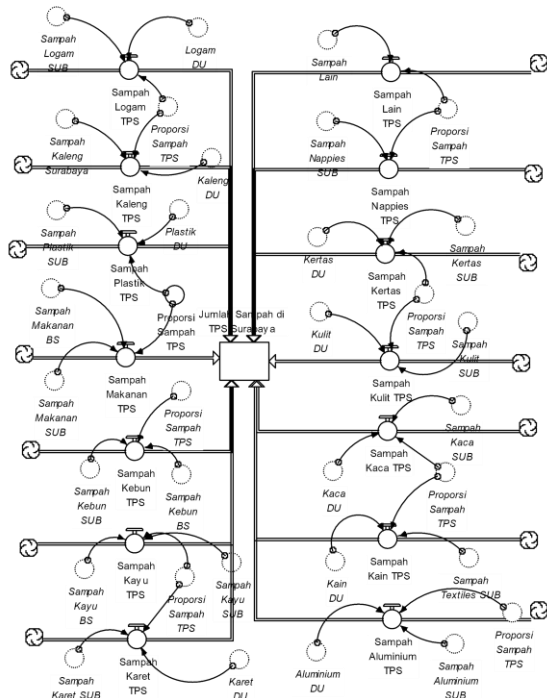 Sampah
Logam
SUB
Logam
DU
Sampah
Logam
TPS
Proporsi
Sampah
TPS
Sampah
Kaleng
Surabaya
Sampah
Kaleng
TPS
Kaleng
DU
Sampah
Plastik
SUB
Plastik
DU
Sampah
Plastik
TPS
Sampah
Makanan
BS
Proporsi
Sampah
TPS
Sampah
Makanan
SUB
Sampah
Makanan
TPS
Proporsi
Sampah
TPS
Sampah
Kebun
SUB
Sampah
Kebun
TPS
Sampah
Kebun
BS
Sampah
Kayu
BS
Sampah
Kayu
TPS
Proporsi
Sampah
TPS
Sampah
Kayu SUB
Sampah
Karet SUB
Sampah
Karet TPS
Karet
DU
Jumlah Sampah di
TPS Surabaya
Sampah
Lain
Sampah
Lain
TPS
Proporsi
Sampah
TPS
Sampah
Nappies
SUB
Sampah
Nappies
TPS
Kertas
DU
Sampah
Kertas
TPS
Sampah
Kertas
SUB
Proporsi
Sampah
TPS
Kulit
DU
Sampah
Kulit TPS
Sampah
Kulit
SUB
Kaca
DU
Sampah
Kaca TPS
Sampah
Kaca
SUB
Proporsi
Sampah
TPS
Kain
DU
Sampah
Kain TPS
Sampah
Textiles SUB
Aluminium
DU
Sampah
Aluminium
TPS
Sampah
Aluminium
SUB
Proporsi
Sampah
TPS